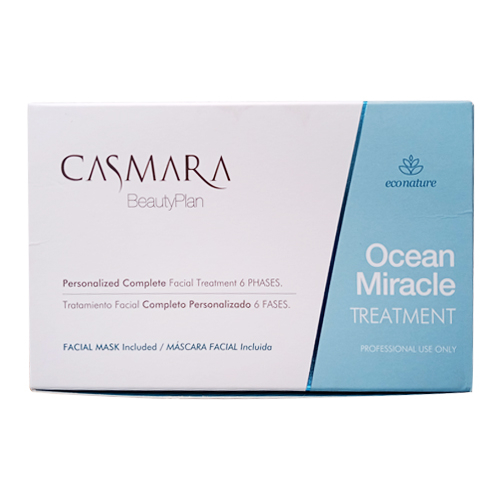 CASMARA
BeautyPlan
Personalized Complete Facial Treatment 6 PHASES.
Tratamiento Facial Completo Personalizado 6 FASES.
FACIAL MASK Included / MÁSCARA FACIAL Incluida
eco nature
Ocean
Miracle
TREATMENT
PROFESSIONAL USE ONLY